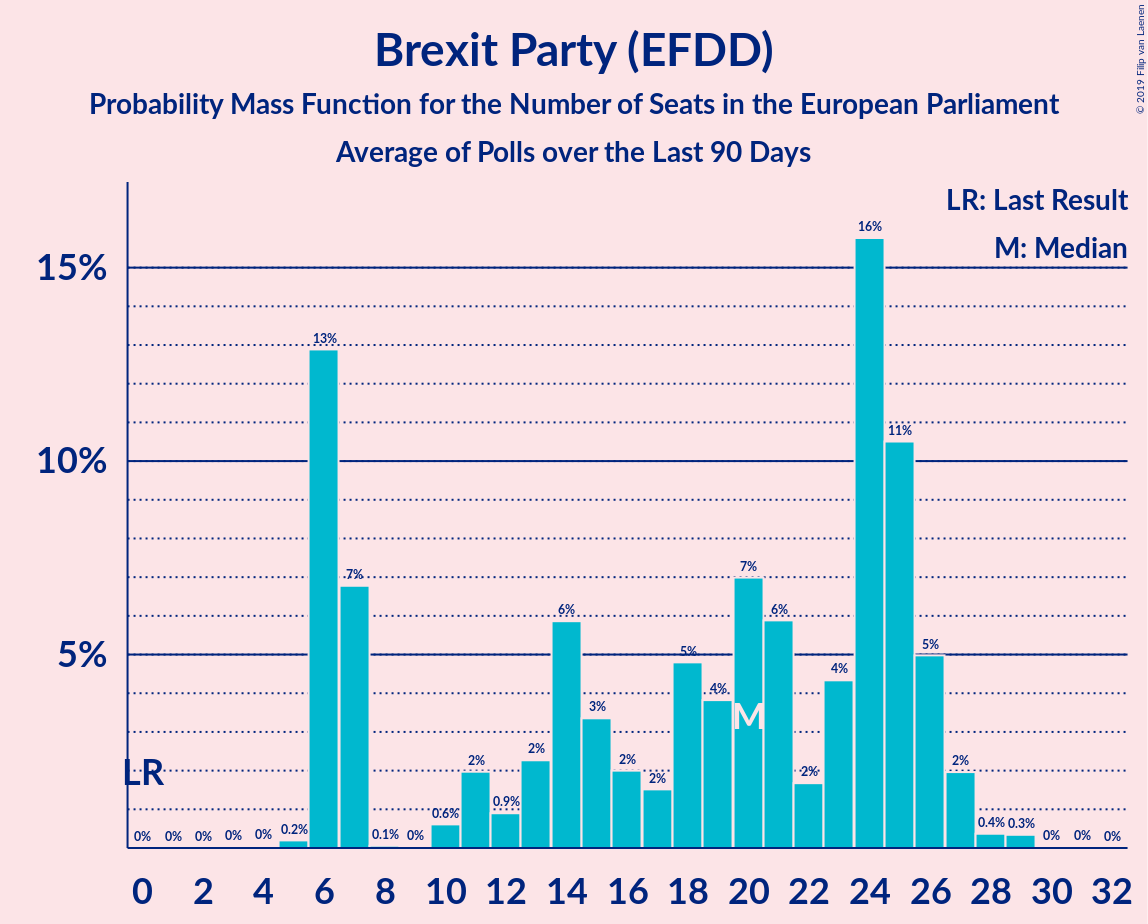 Brexit Party (EFDD)
Probability Mass Function for the Number of Seats in the European Parliament
Average of Polls over the Last 90 Days
© 2019 Filip van Laenen
LR: Last Result
M: Median
15%
10%
5%
0% 0% 0% 0% 0% 0.2% 13% 7% 0.1% 0% 0.6% 2% 0.9% 2% 6% 3% 2% 2% 5% 4% 7% 6% 2% 4% 16% 11% 5% 2% 0.4% 0.3% 0% 0% 0%
LR
M
0 2 4 6 8 10 12 14 16 18 20 22 24 26 28 30 32